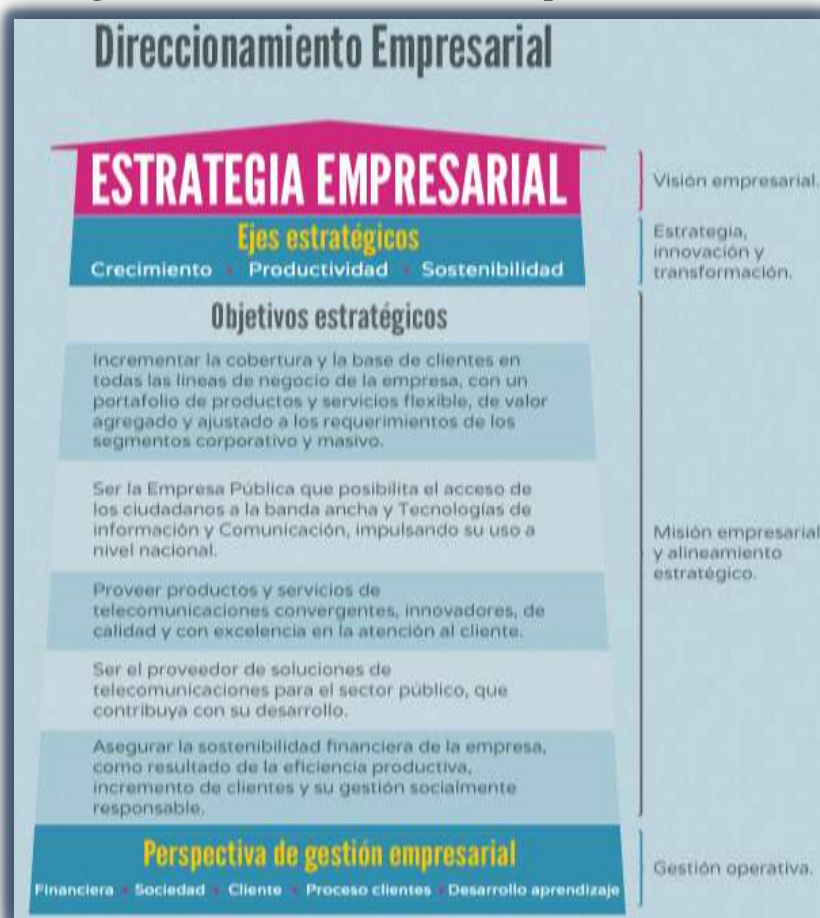 Direccionamiento Empresarial
ESTRATEGIA EMPRESARIAL
Visión empresarial.
Ejes estratégicos
Crecimiento • Productividad • Sostenibilidad
Estrategia,
innovación y
transformación.
Objetivos estratégicos
Incrementar la cobertura y la base de clientes en
todas las líneas de negocio de la empresa, con un
portafolio de productos y servicios flexible, de valor
agregado y ajustado a los requerimientos de los
segmentos corporativo y masivo.
Ser la Empresa Pública que posibilita el acceso de
los ciudadanos a la banda ancha y Tecnologías de
información y Comunicación, impulsando su uso a
nivel nacional.
Proveer productos y servicios de
telecomunicaciones convergentes, innovadores, de
calidad y con excelencia en la atención al cliente.
Ser el proveedor de soluciones de
telecomunicaciones para el sector público, que
contribuya con su desarrollo.
Asegurar la sostenibilidad financiera de la empresa,
como resultado de la eficiencia productiva,
incremento de clientes y su gestión socialmente
responsable.
Misión empresarial
y alineamiento
estratégico.
Perspectiva de gestión empresarial
Financiera • Sociedad • Cliente • Proceso clientes • Desarrollo aprendizaje
Gestión operativa.